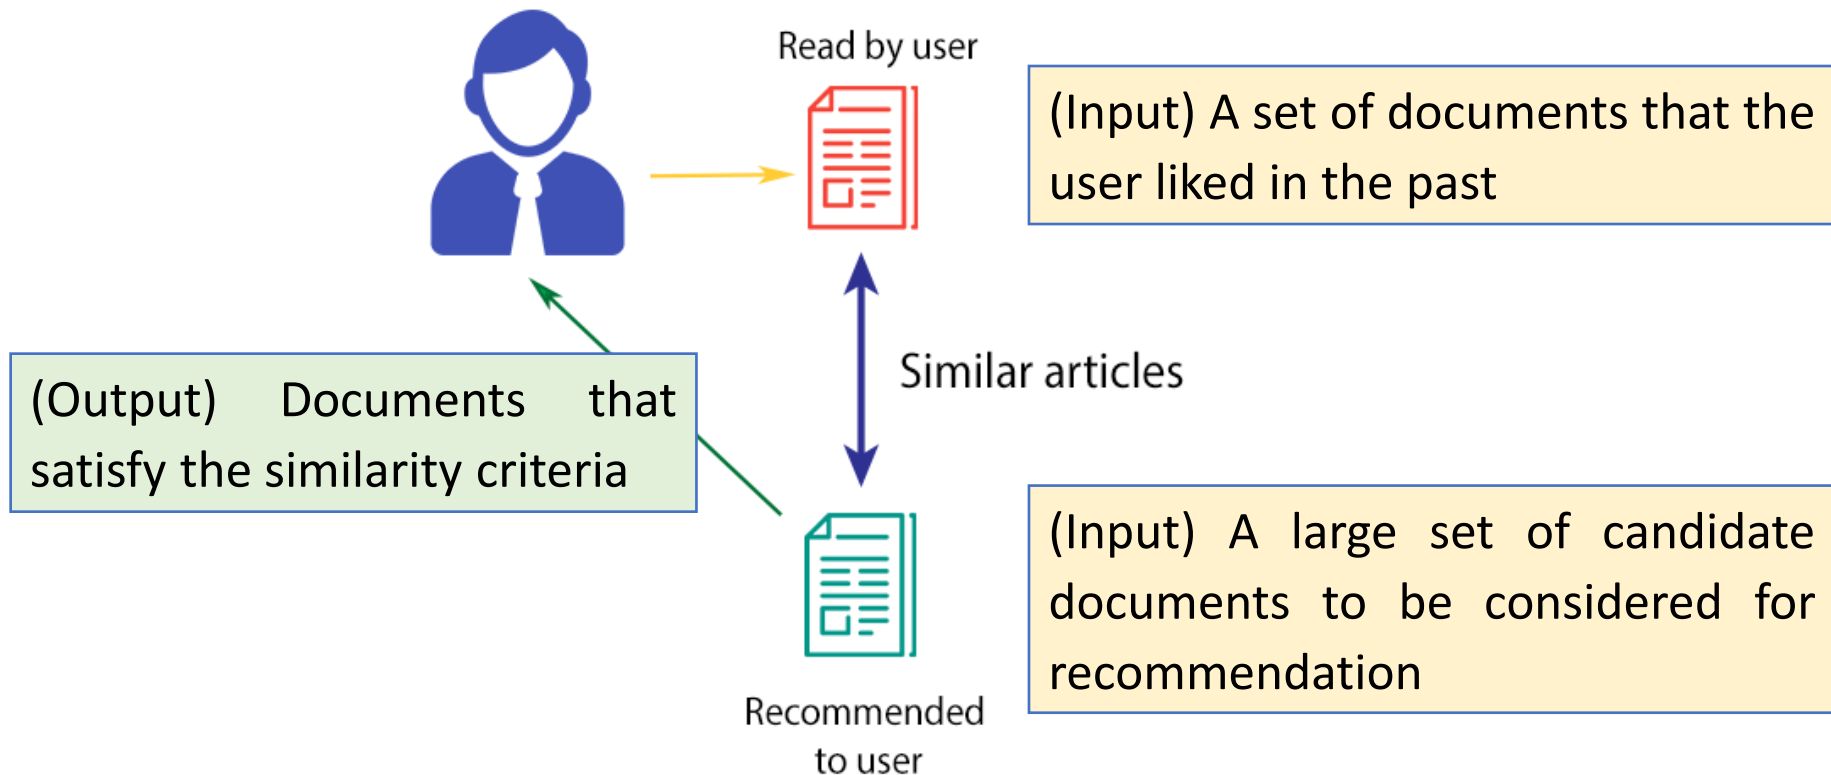 Read by user
(Input) A set of documents that the
user liked in the past
Similar articles
(Output) Documents that
satisfy the similarity criteria
(Input) A large set of candidate
documents to be considered for
recommendation
Recommended
to user